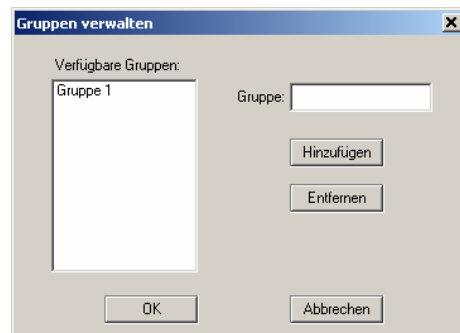 Gruppen verwalten
Verfügbare Gruppen:
Gruppe 1
Gruppe:
Hinzufügen
Entfernen
OK
Abbrechen